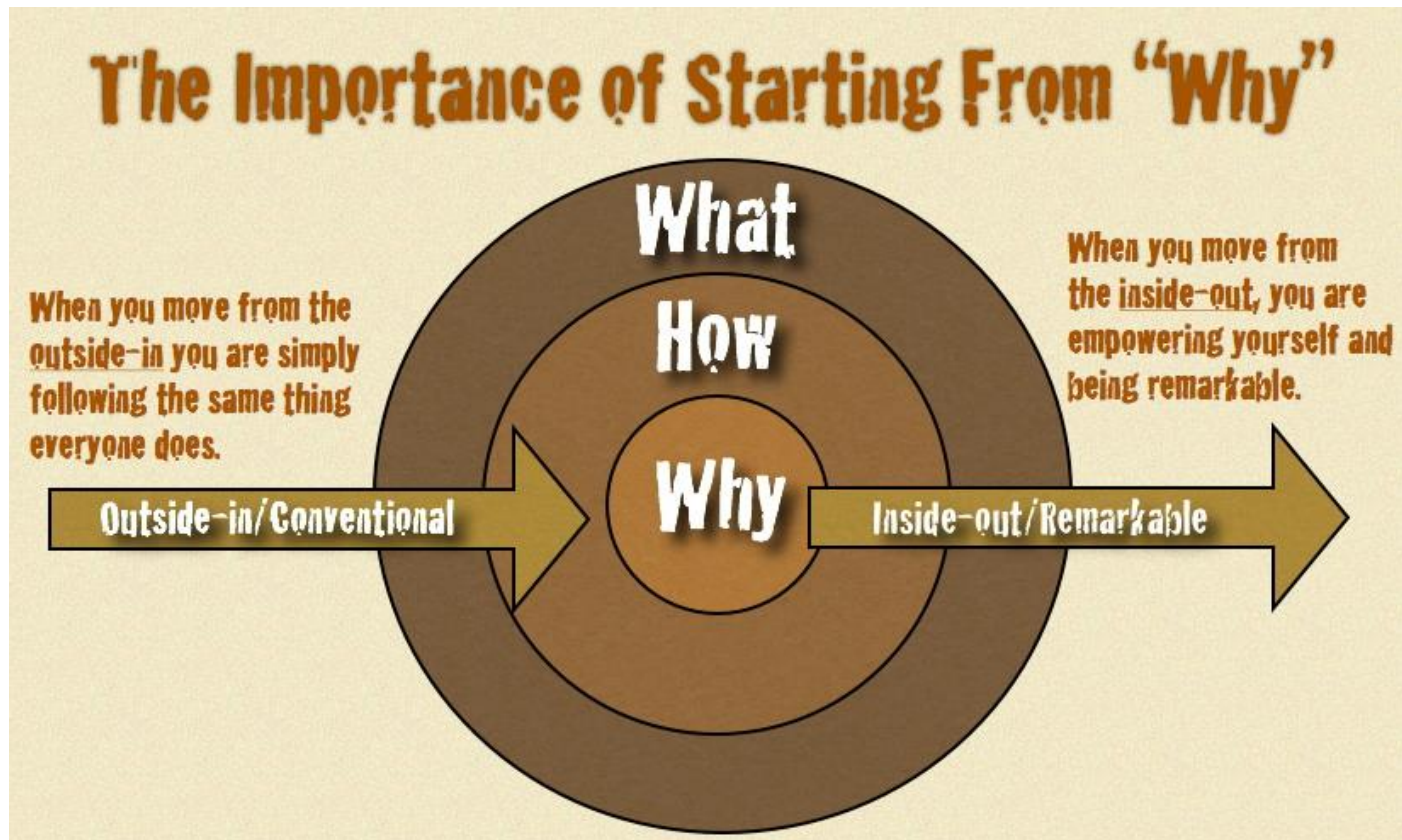 The Importance of Starting From “Why”
What
How
Why
When you move from the
outside-in you are simply
following the same thing
everyone does.
Outside-in/Conventional
When you move from
the inside-out, you are
empowering yourself and
being remarkable.
Inside-out/Remarkable